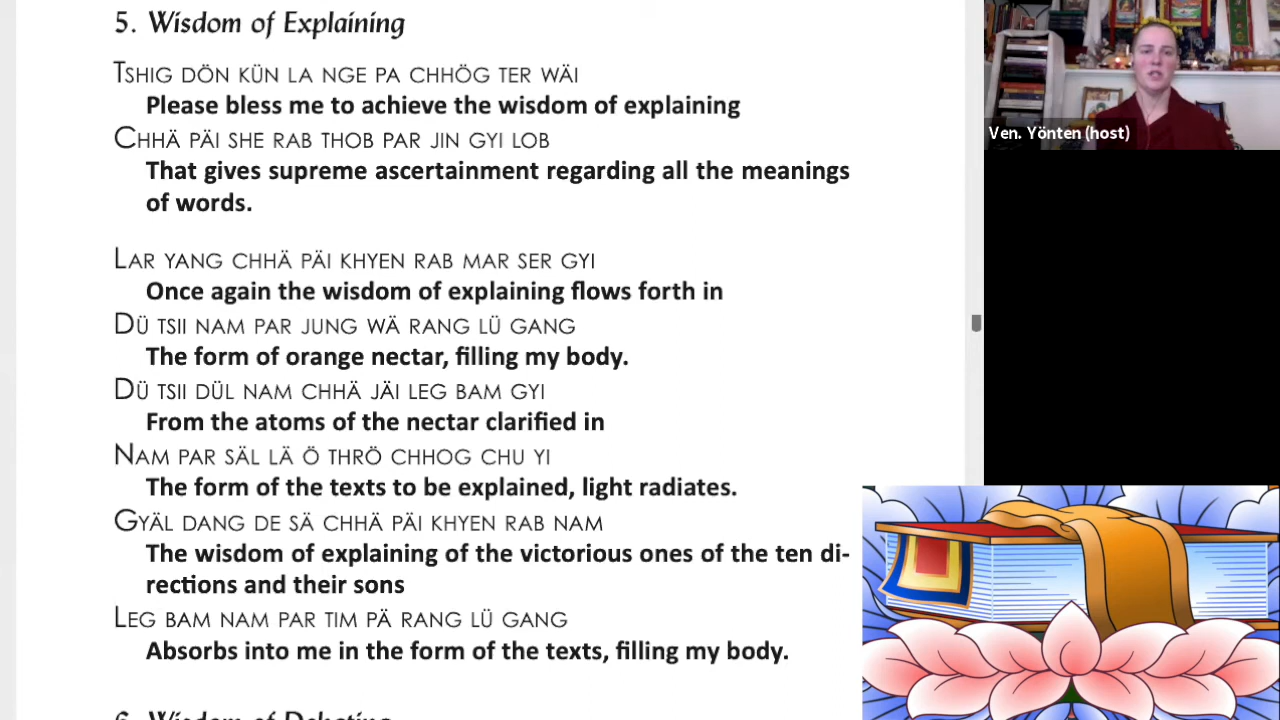 5. Wisdom of Explaining
TSHIG DÖN KÜN LA NGE PA CHHÖG TER WÄI
Please bless me to achieve the wisdom of explaining
CHHÄ PÄI SHE RAB THOB PAR JIN GYI LOB
That gives supreme ascertainment regarding all the meanings
of words.
LAR YANG CHHÄ PÄI KHYEN RAB MAR SER GYI
Once again the wisdom of explaining flows forth in
DÜ TSII NAM PAR JUNG WÄ RANG LÜ GANG
The form of orange nectar, filling my body.
DÜ TSII DÜL NAM CHHÄ JÄI LEG BAM GYI
From the atoms of the nectar clarified in
NAM PAR SÄL LÄ Ö THRÖ CHHOG CHU YI
The form of the texts to be explained, light radiates.
GYÄL DANG DE SÄ CHHÄ PÄI KHYEN RAB NAM
The wisdom of explaining of the victorious ones of the ten di-
rections and their sons
LEG BAM NAM PAR TIM PÄ RANG LÜ GANG
Absorbs into me in the form of the texts, filling my body.
6. Wisdom of Debating
Ven. Yönten (host)